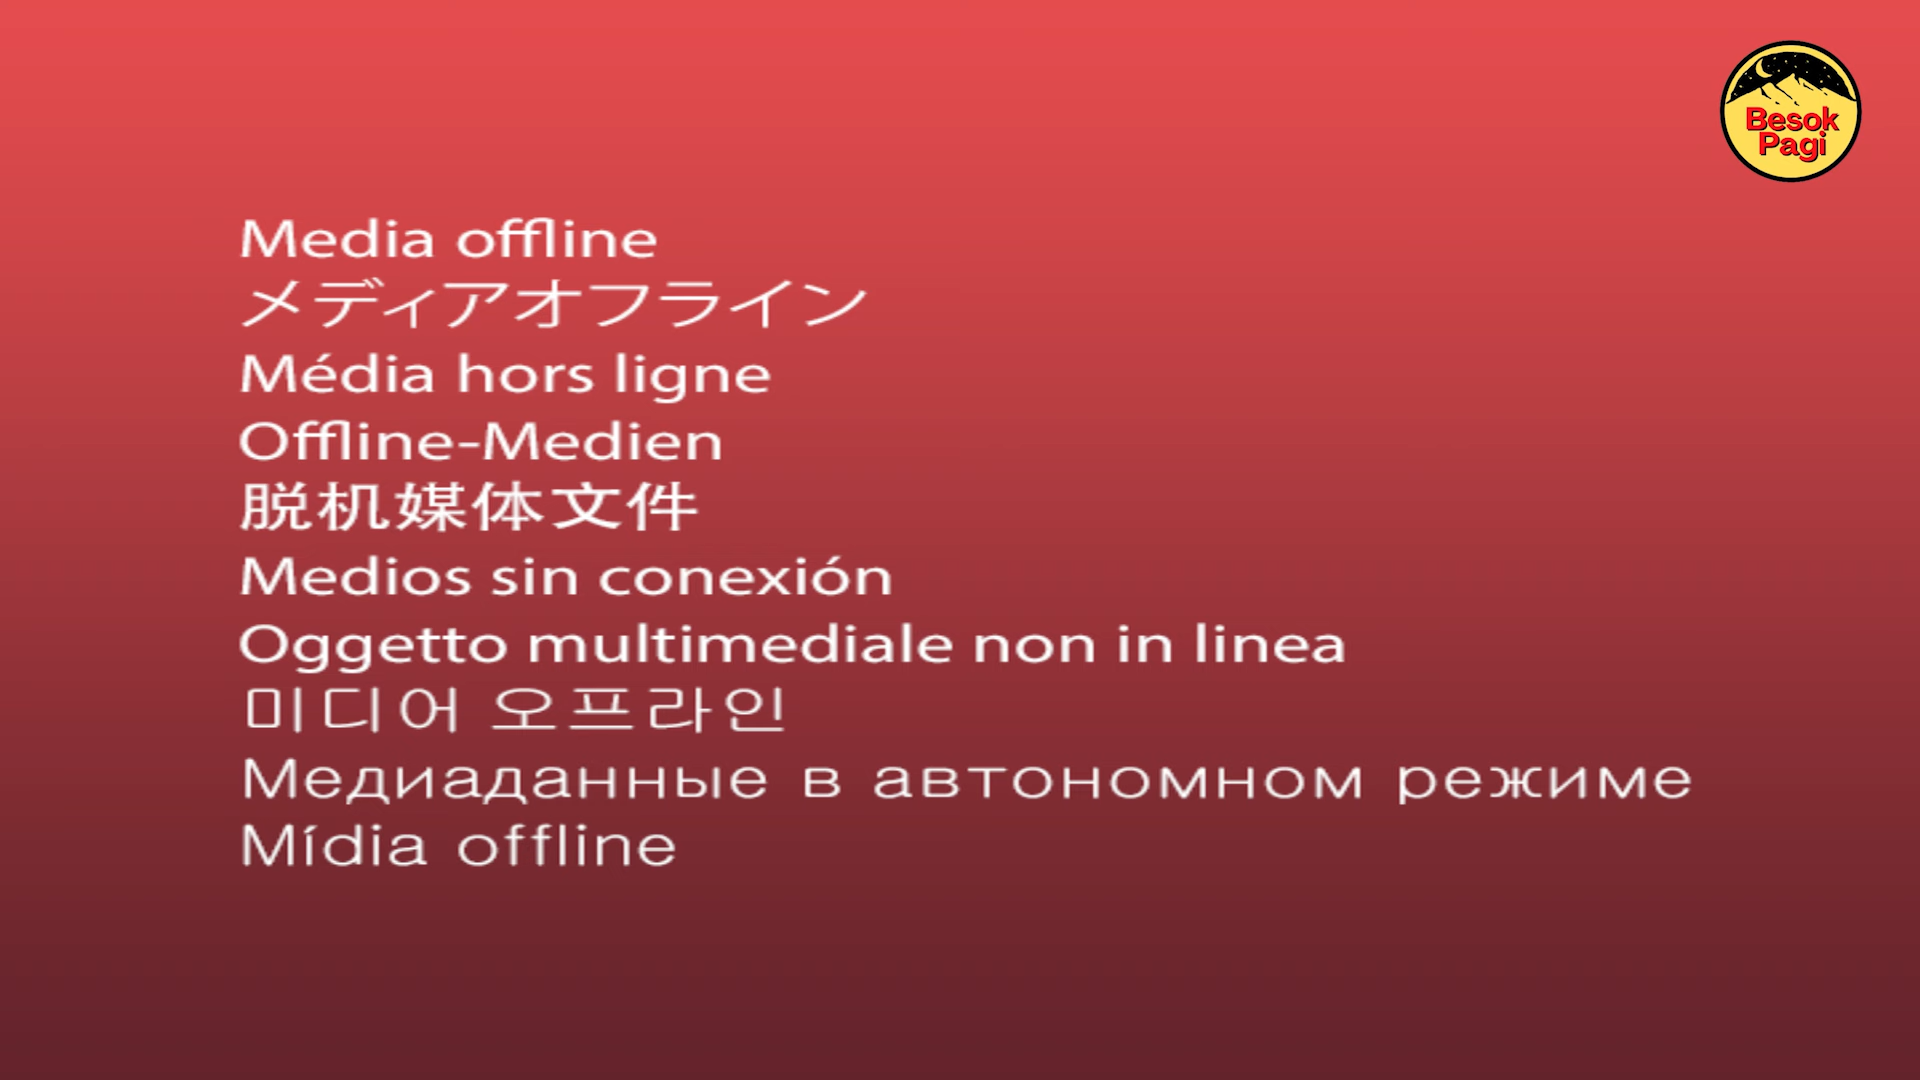 Besok
Pagi
Media offline
メディアオフライン
Média hors ligne
Offline-Medien
脱机媒体文件
Medios sin conexión
Oggetto multimediale non in linea
미디어 오프라인
Медиаданные в автономном режиме
Mídia offline